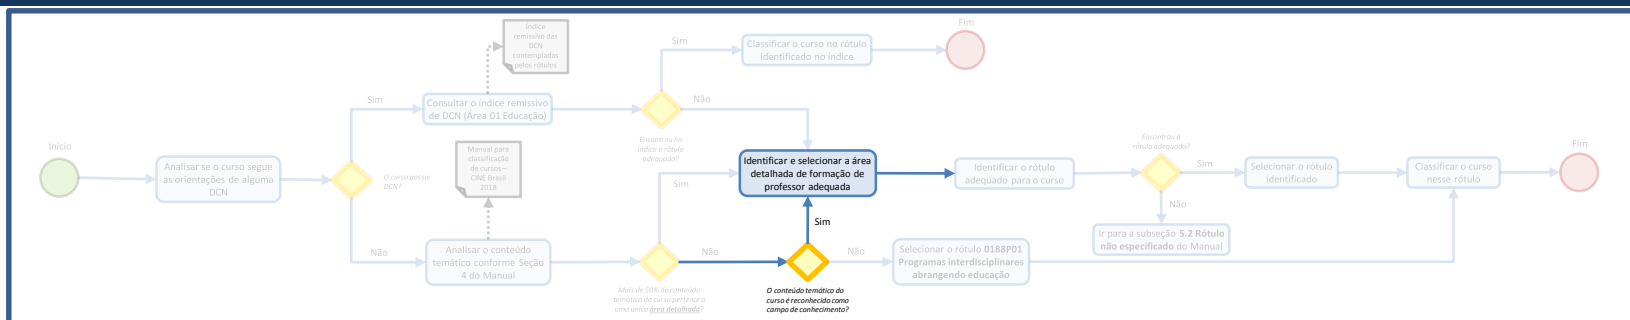 Início
Analisar se o curso segue
as orientações de alguma
DCN
O curso possui
DCN?
Sim
Não
Índice
remissivo das
DCN
contempladas
pelos rótulos
Consultar o índice remissivo
de DCN (Área 01 Educação)
Manual para
classificação
de cursos –
CINE Brasil
2018
Analisar o conteúdo
temático conforme Seção
4 do Manual
Encontrou no
índice o rótulo
adequado?
Sim
Não
Classificar o curso no rótulo
identificado no índice
Fim
Mais de 50% do conteúdo
temático do curso pertence a
uma única área detalhada?
Sim
Não
O conteúdo temático do
curso é reconhecido como
campo de conhecimento?
Sim
Não
Identificar e selecionar a área
detalhada de formação de
professor adequada
Selecionar o rótulo 0188P01
Programas interdisciplinares
abrangendo educação
Identificar o rótulo
adequado para o curso
Encontrou o
rótulo adequado?
Sim
Não
Ir para a subseção 5.2 Rótulo
não especificado do Manual
Selecionar o rótulo
identificado
Classificar o curso
nesse rótulo
Fim